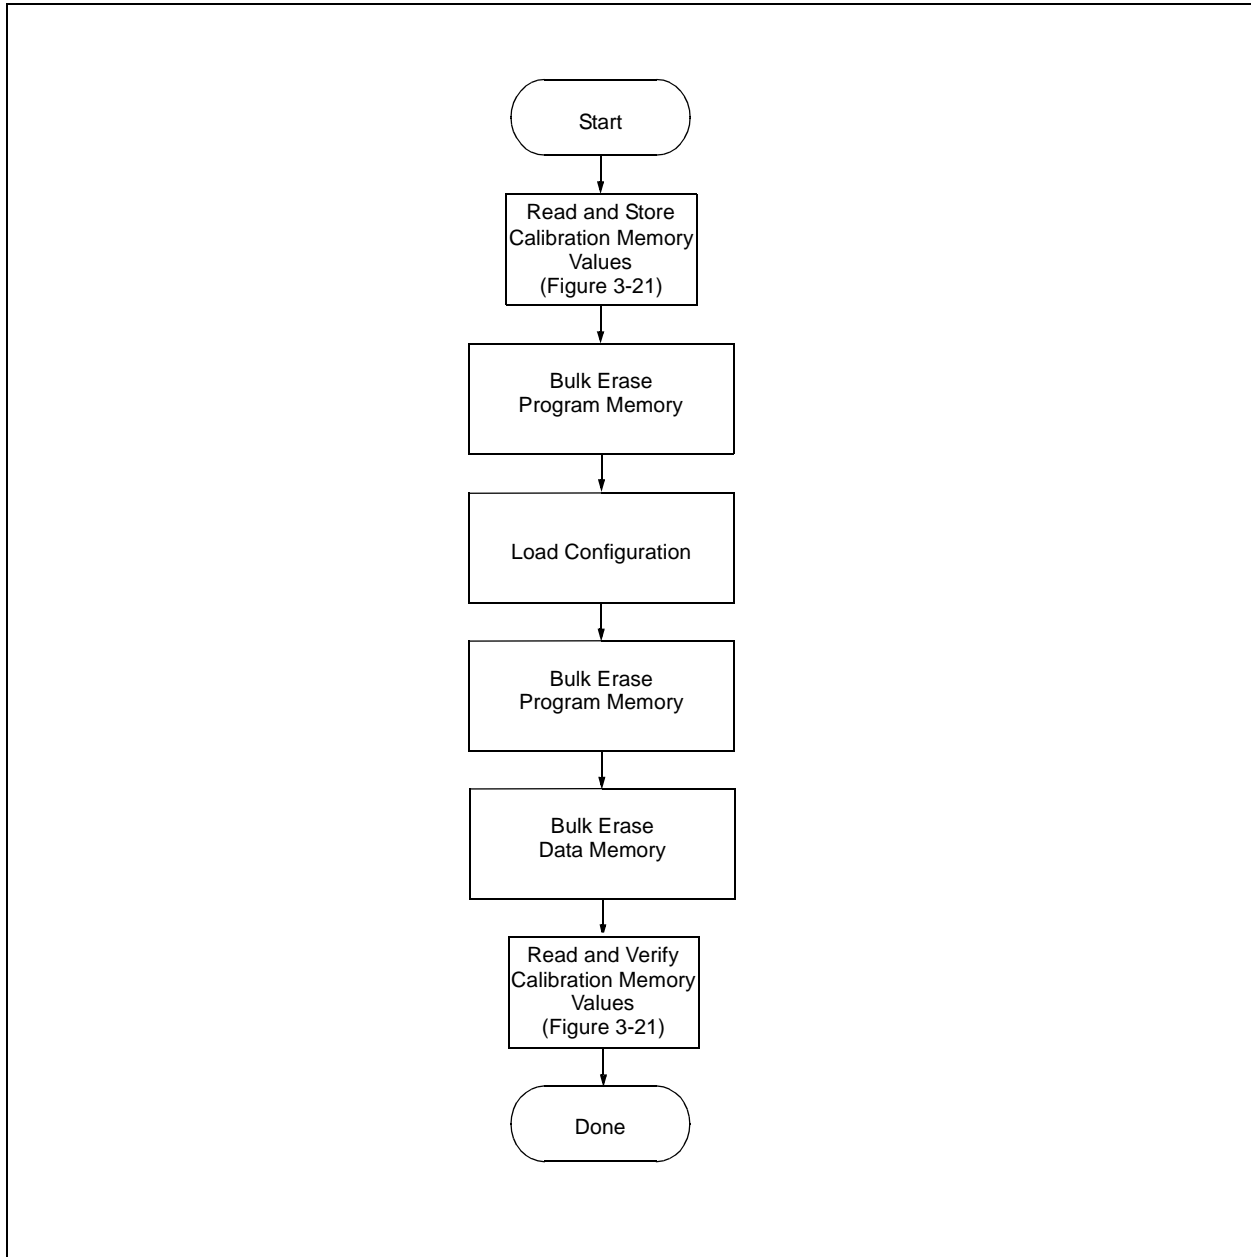 Start
Read and Store
Calibration Memory
Values
(Figure 3-21)
Bulk Erase
Program Memory
Load Configuration
Bulk Erase
Program Memory
Bulk Erase
Data Memory
Read and Verify
Calibration Memory
Values
(Figure 3-21)
Done